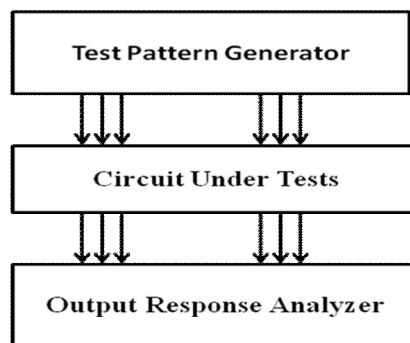 Test Pattern Generator
Circuit Under Tests
Output Response Analyzer